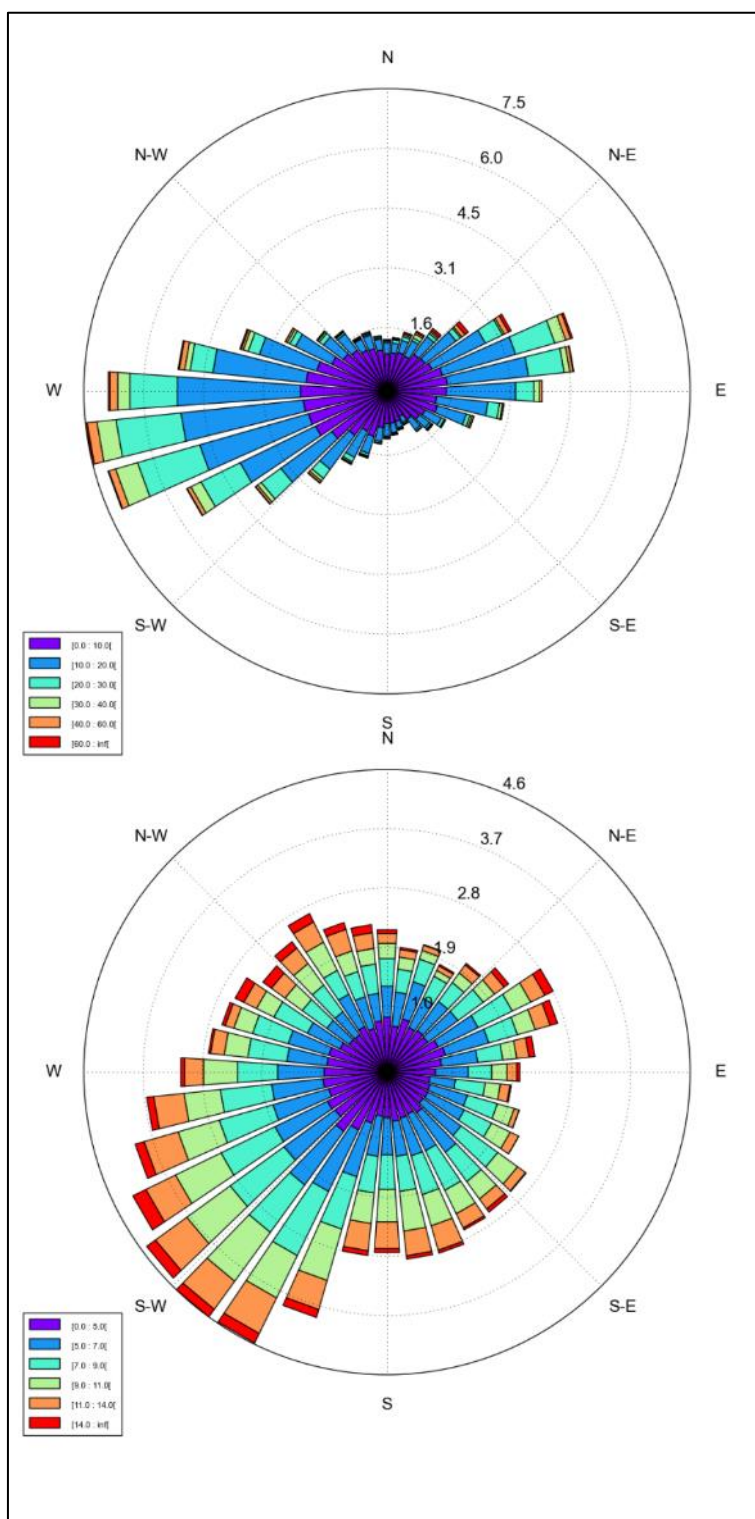 N
7.5
N-W
6.0
N-E
4.5
3.1
1.6
W
E
S-W
S-E
[0.0 : 10.0[
[10.0 : 20.0[
[20.0 : 30.0[
[30.0 : 40.0[
[40.0 : 60.0[
[60.0 : inf[
S
N
4.6
N-W
3.7
N-E
2.8
1.9
1.0
W
E
S-W
S-E
[0.0 : 5.0[
[5.0 : 7.0[
[7.0 : 9.0[
[9.0 : 11.0[
[11.0 : 14.0[
[14.0 : inf[
S